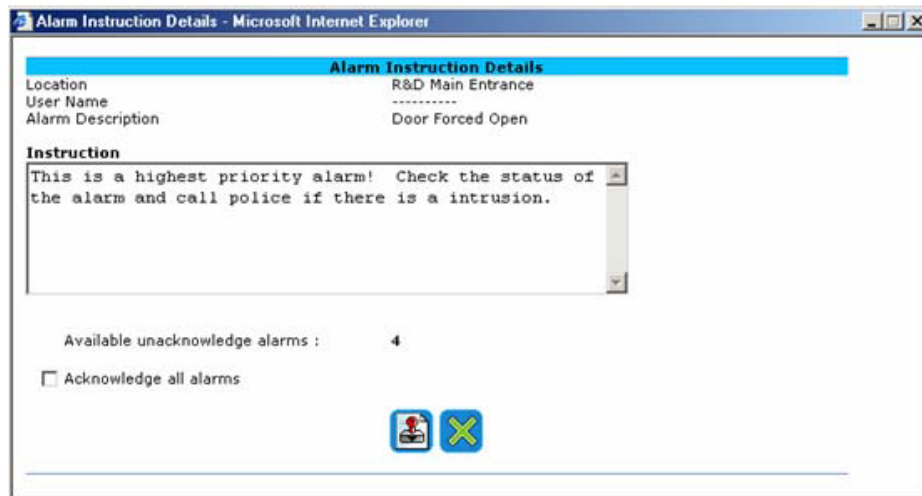 Alarm Instruction Details - Microsoft Internet Explorer
Alarm Instruction Details
Location R&D Main Entrance
User Name ----------
Alarm Description Door Forced Open
Instruction
This is a highest priority alarm! Check the status of
the alarm and call police if there is a intrusion.
Available unacknowledge alarms : 4
Acknowledge all alarms